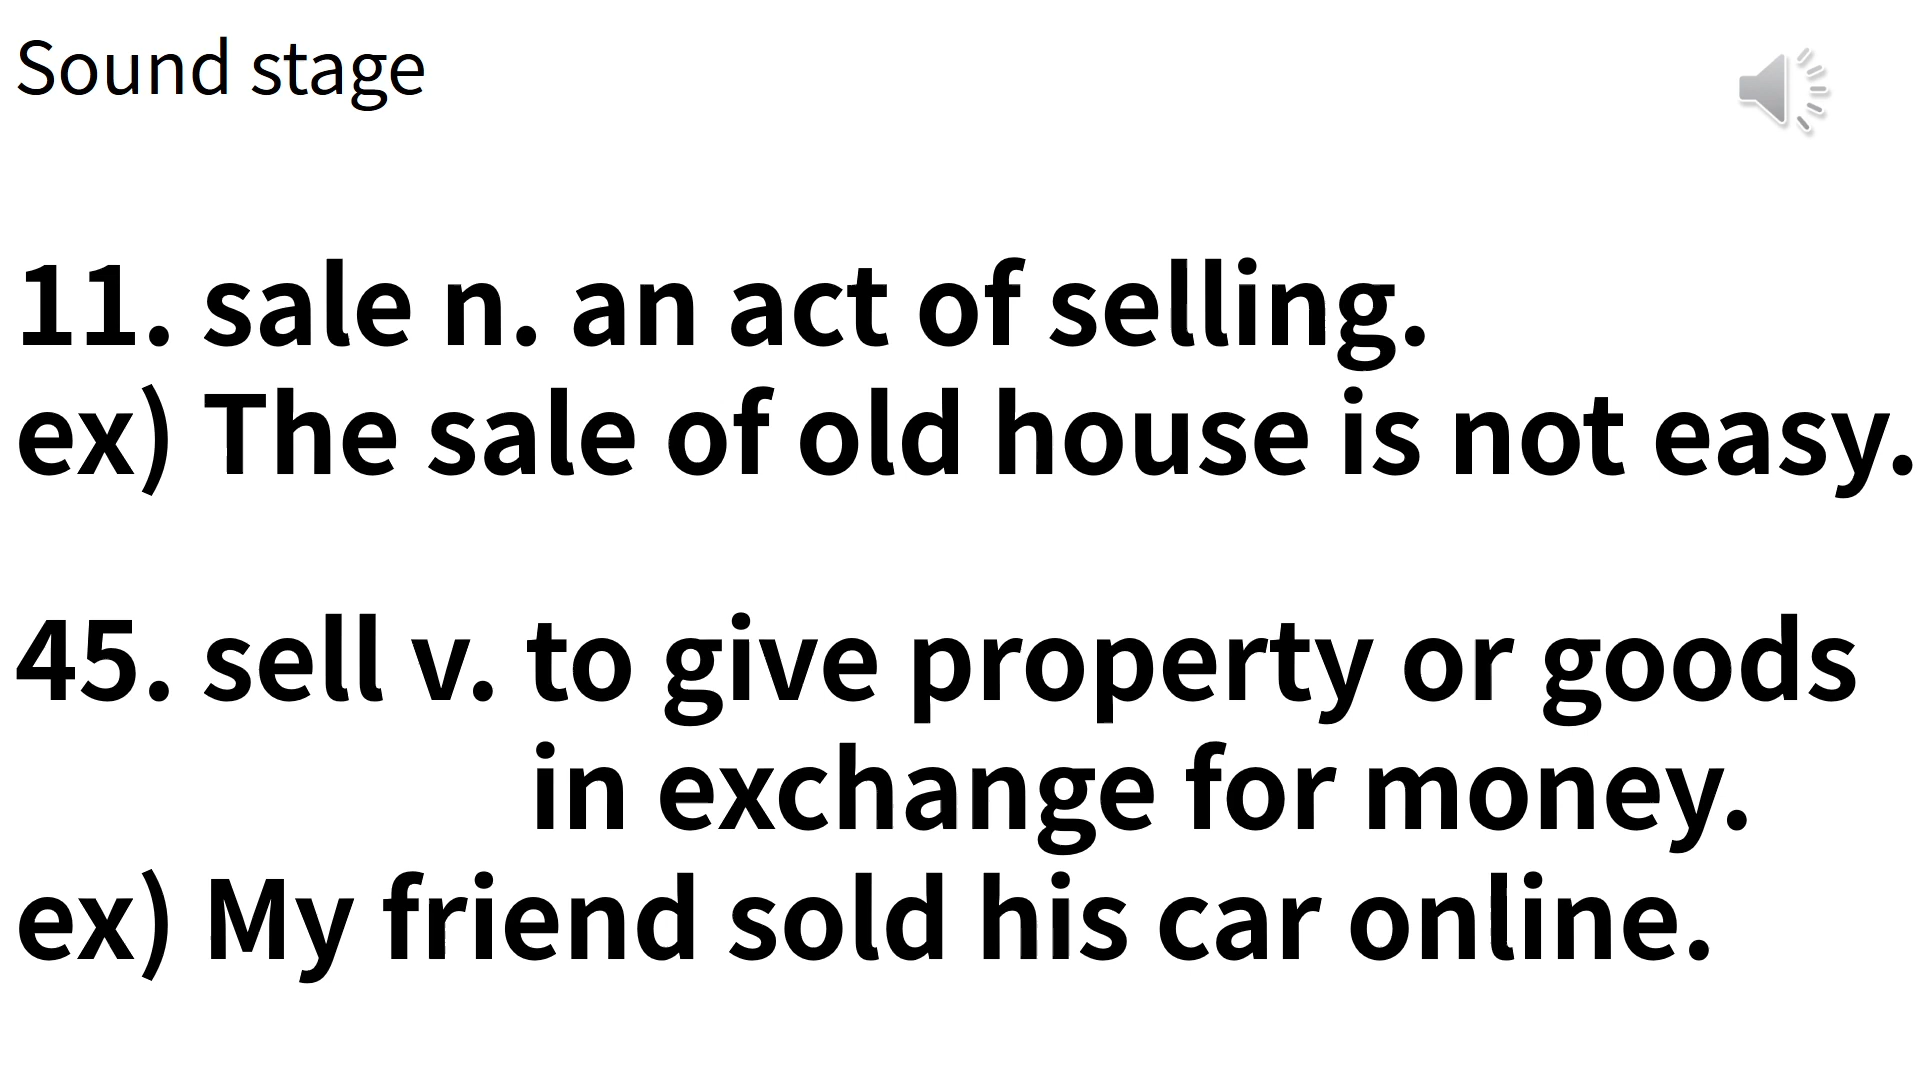 Sound stage
11. sale n. an act of selling.
ex) The sale of old house is not easy.
45. sell v. to give property or goods
in exchange for money.
ex) My friend sold his car online.